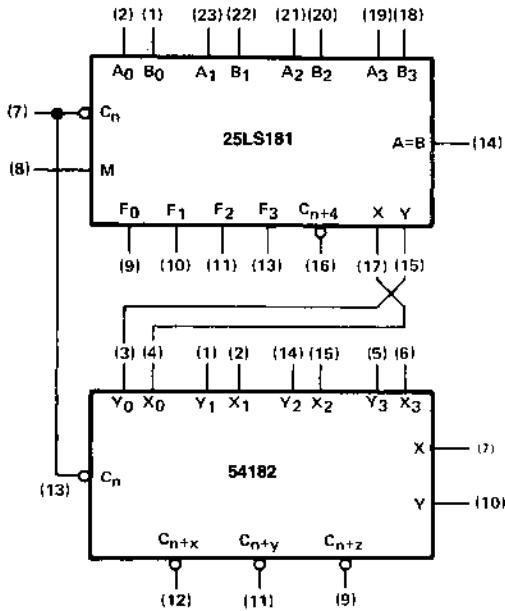 (2) (1) (23) (22) (21) (20) (19) (18)
A0 B0 A1 B1 A2 B2 A3 B3
(7) Cn
25LS181
A=B (14)
(8) M
F0 F1 F2 F3 Cn+4 X Y
(9) (10) (11) (13) (16) (17) (15)
(3) (4) (1) (2) (14) (15) (5) (6)
Y0 X0 Y1 X1 Y2 X2 Y3 X3
X (7)
54182
(13) Cn
Y (10)
Cn+x Cn+y Cn+z
(12) (11) (9)